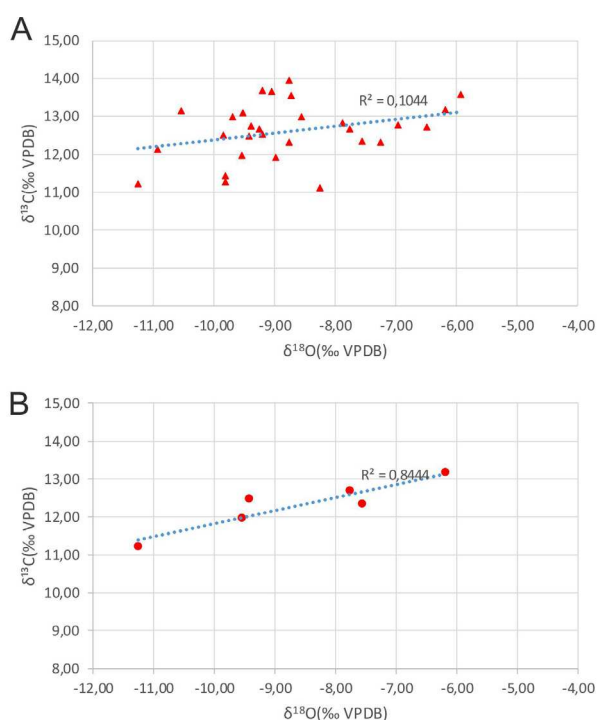 A
15,00
14,00
13,00
12,00
11,00
10,00
9,00
8,00
δ¹³C(‰ VPDB)
R² = 0,1044
-12,00 -11,00 -10,00 -9,00 -8,00 -7,00 -6,00 -5,00 -4,00
δ¹⁸O(‰ VPDB)
B
15,00
14,00
13,00
12,00
11,00
10,00
9,00
8,00
δ¹³C(‰ VPDB)
R² = 0,8444
-12,00 -11,00 -10,00 -9,00 -8,00 -7,00 -6,00 -5,00 -4,00
δ¹⁸O(‰ VPDB)